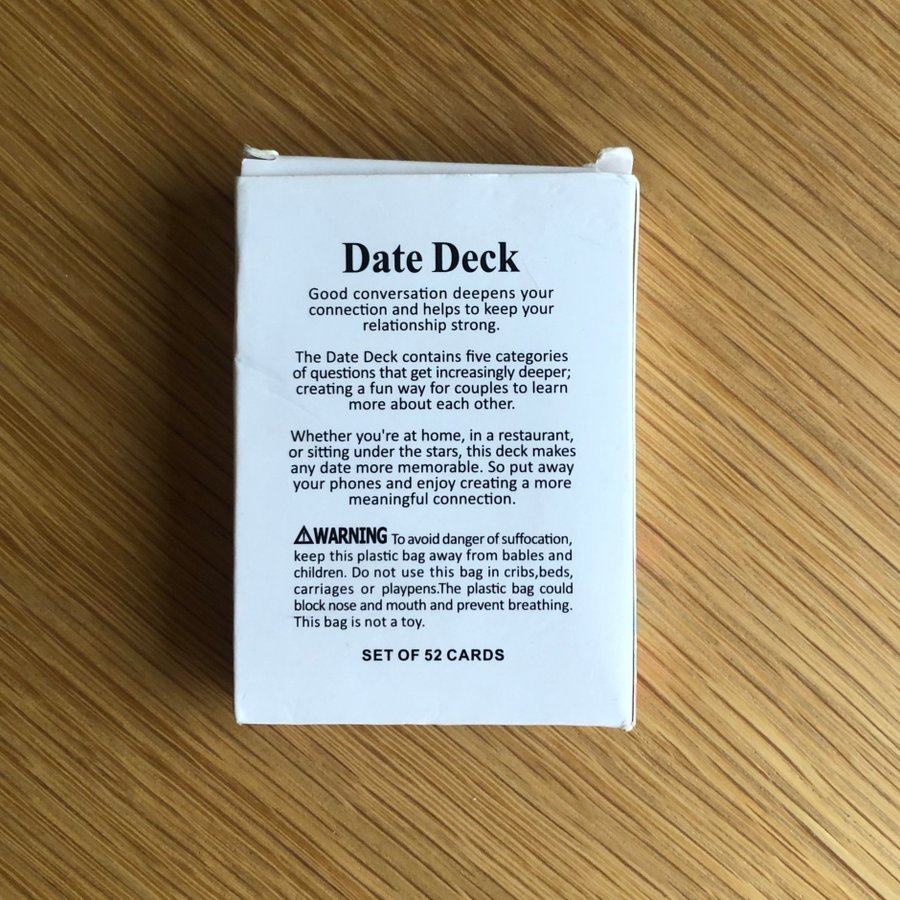 Date Deck
Good conversation deepens your
connection and helps to keep your
relationship strong.
The Date Deck contains five categories
of questions that get increasingly deeper;
creating a fun way for couples to learn
more about each other.
Whether you're at home, in a restaurant,
or sitting under the stars, this deck makes
any date more memorable. So put away
your phones and enjoy creating a more
meaningful connection.
⚠WARNING To avoid danger of suffocation,
keep this plastic bag away from bables and
children. Do not use this bag in cribs,beds,
carriages or playpens.The plastic bag could
block nose and mouth and prevent breathing.
This bag is not a toy.
SET OF 52 CARDS